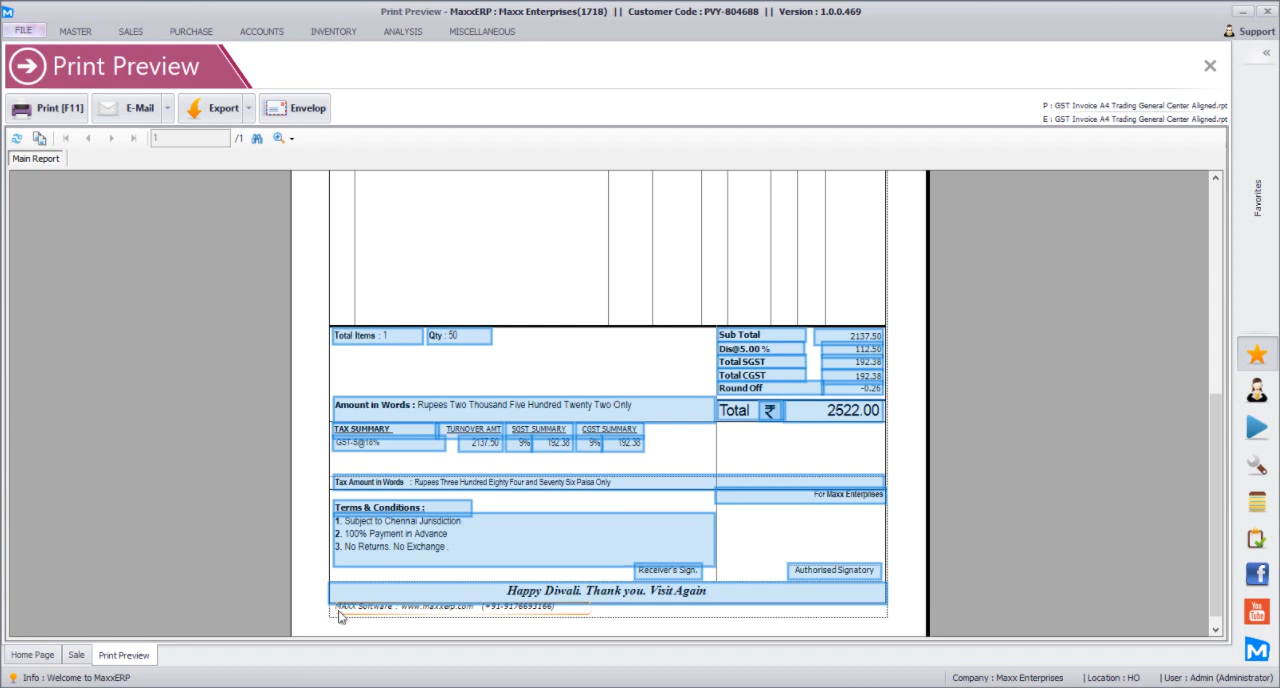 Print Preview - MaxxERP : Maxx Enterprises(1718) || Customer Code : PVY-804688 || Version : 1.0.0.469
FILE MASTER SALES PURCHASE ACCOUNTS INVENTORY ANALYSIS MISCELLANEOUS Support
Print Preview
Print [F11] E-Mail Export Envelop
P : GST Invoice A4 Trading General Center Aligned.rpt
E : GST Invoice A4 Trading General Center Aligned.rpt
1 /1
Main Report
Favorites
Total Items : 1 Qty : 50 Sub Total 2137.50
Dis@5.00 % 112.50
Total SGST 192.38
Total CGST 192.38
Round Off -0.26
Amount in Words : Rupees Two Thousand Five Hundred Twenty Two Only Total ₹ 2522.00
TAX SUMMARY TURNOVER AMT SGST SUMMARY CGST SUMMARY
GST-S@18% 2137.50 9% 192.38 9% 192.38
Tax Amount in Words : Rupees Three Hundred Eighty Four and Seventy Six Paisa Only
For Maxx Enterprises
Terms & Conditions :
1. Subject to Chennai Jurisdiction
2. 100% Payment in Advance
3. No Returns. No Exchange .
Receiver's Sign. Authorised Signatory
Happy Diwali. Thank you. Visit Again
MAXX Software : www.maxxerp.com (+91-9176693166)
You Tube
Home Page Sale Print Preview
Info : Welcome to MaxxERP Company : Maxx Enterprises | Location : HO | User : Admin (Administrator)